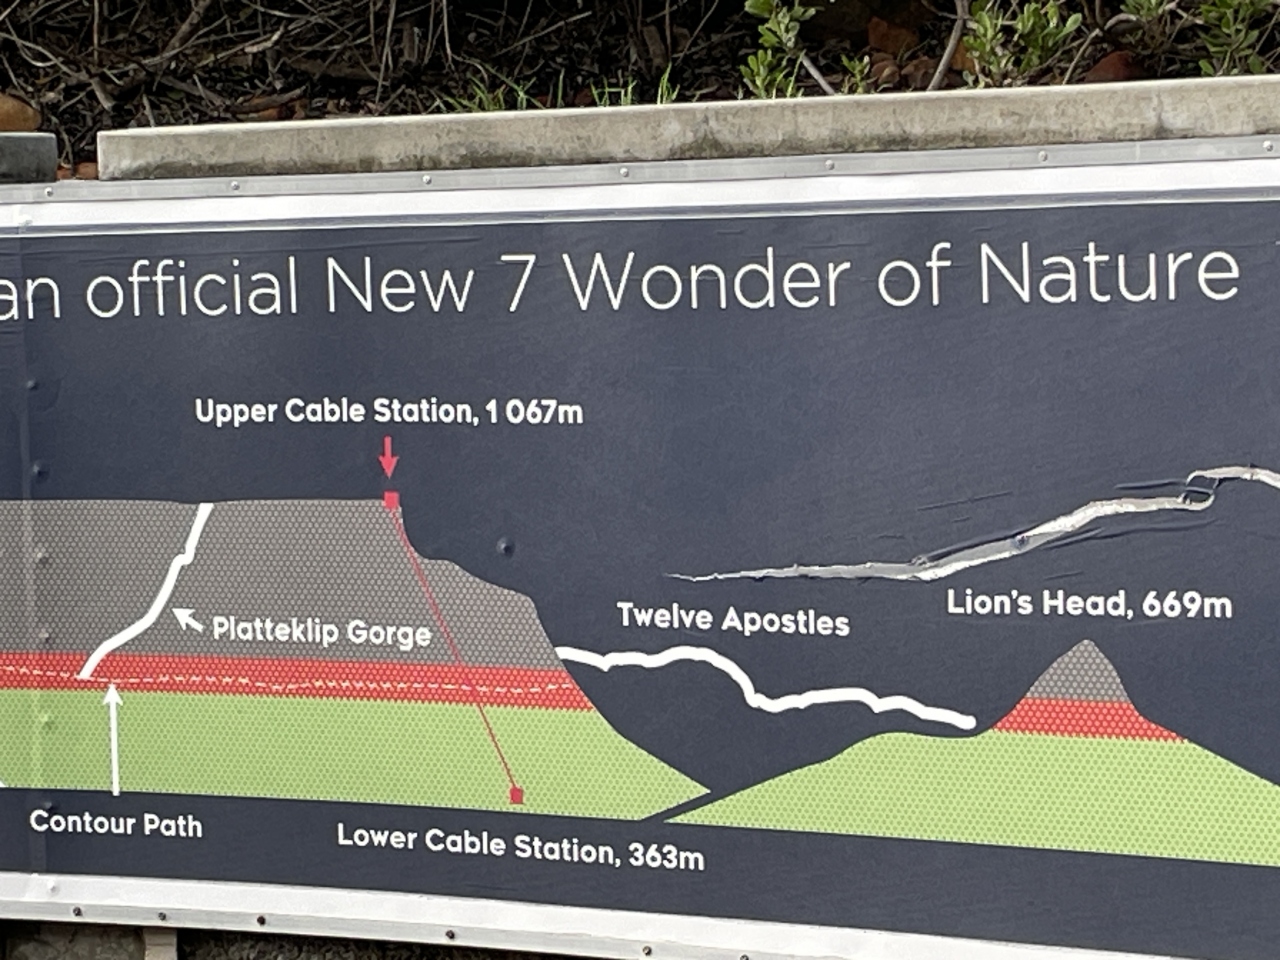 an official New 7 Wonder of Nature
Upper Cable Station, 1 067m
Platteklip Gorge
Twelve Apostles
Lion's Head, 669m
Contour Path
Lower Cable Station, 363m